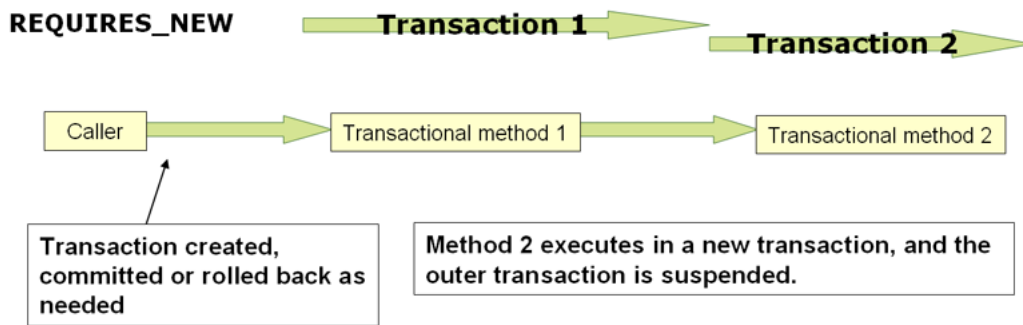 REQUIRES_NEW
Transaction 1
Transaction 2
Caller
Transactional method 1
Transactional method 2
Transaction created,
committed or rolled back as
needed
Method 2 executes in a new transaction, and the
outer transaction is suspended.